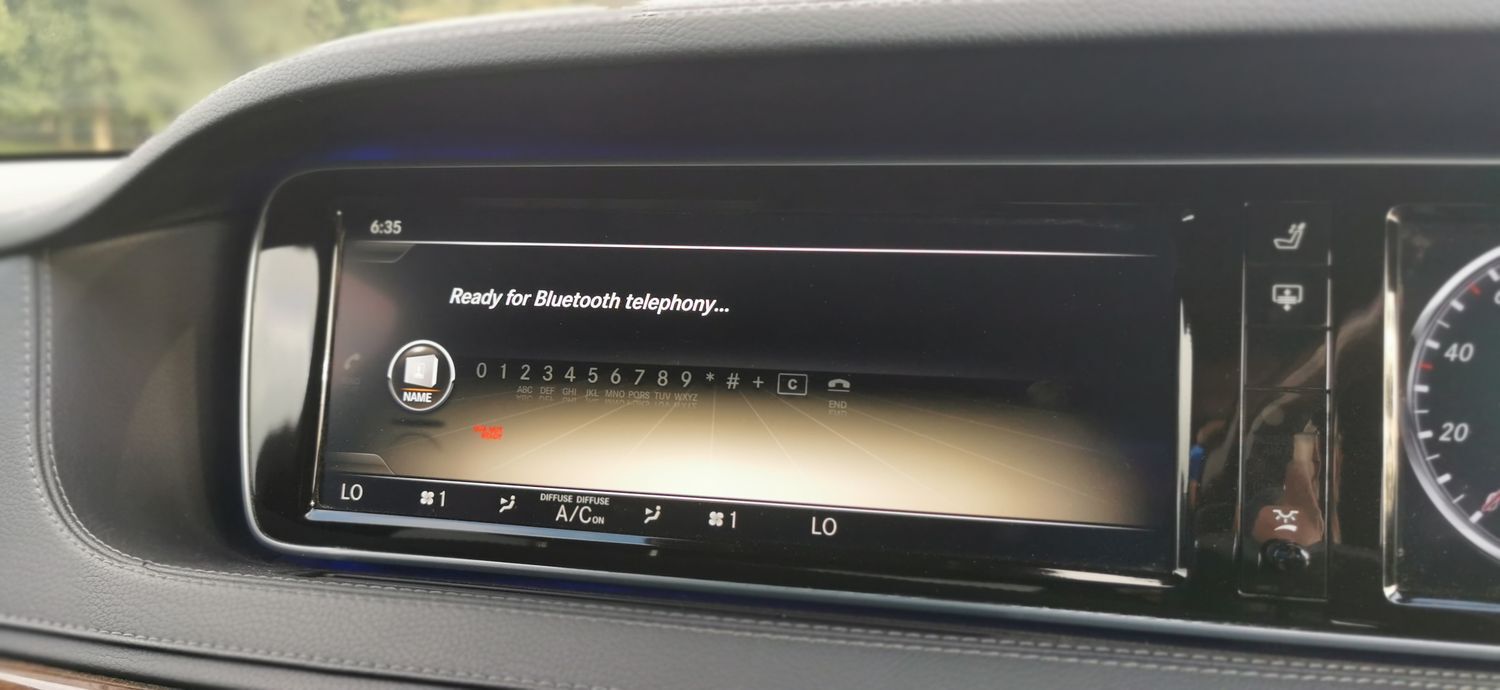 6:35
Ready for Bluetooth telephony...
0 1 2 3 4 5 6 7 8 9 * # + C
ABC DEF GHI JKL MNO PQRS TUV WXYZ END
NAME
READY
DIFFUSE DIFFUSE
LO 1 A/C ON 1 LO
40
20